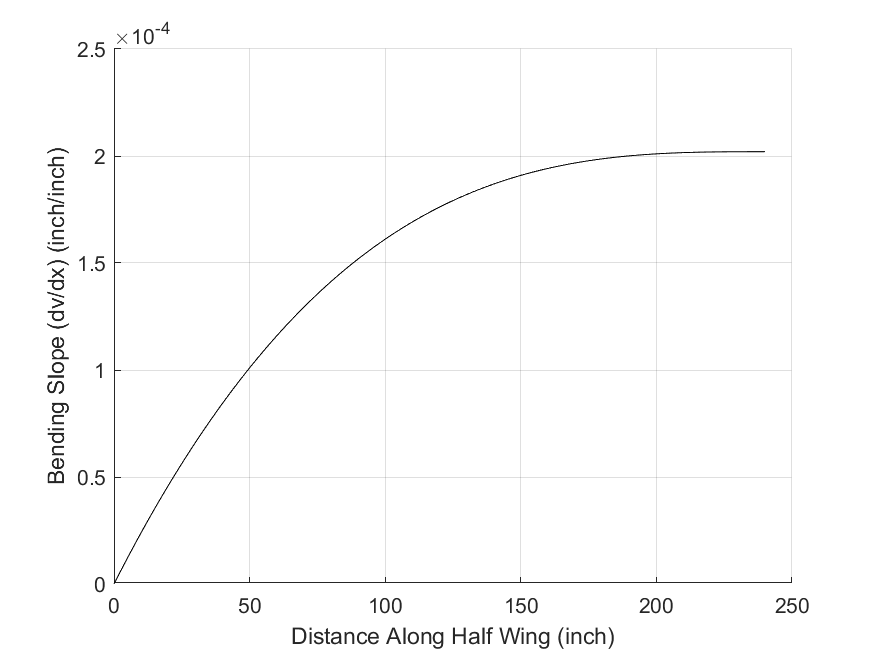 ×10-4
2.5
2
1.5
1
0.5
0
Bending Slope (dv/dx) (inch/inch)
0 50 100 150 200 250
Distance Along Half Wing (inch)